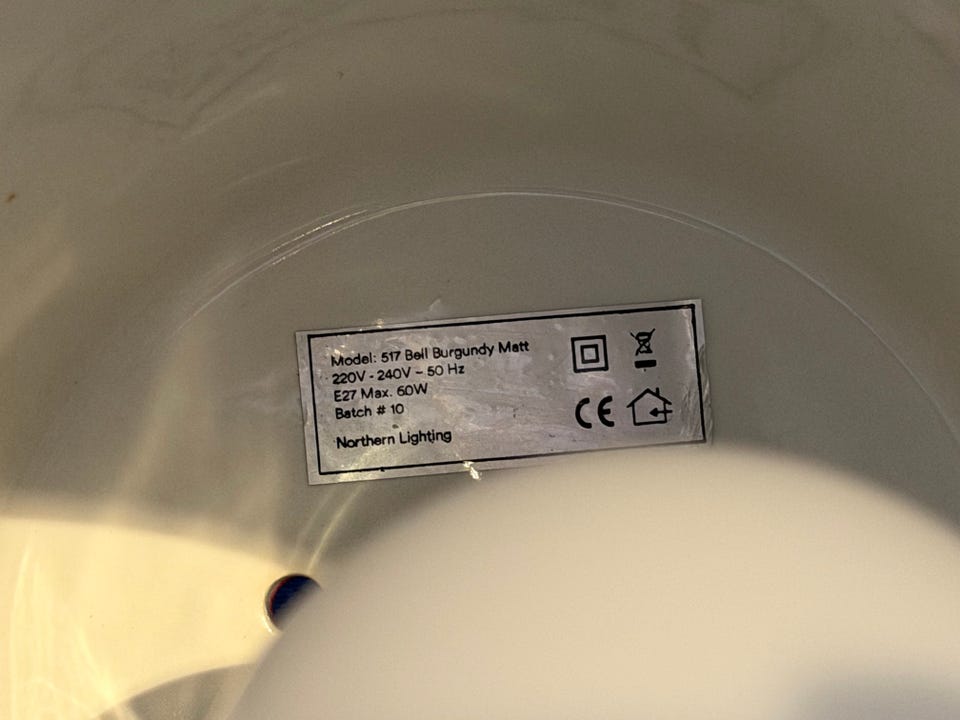 Model: 517 Bell Burgundy Matt
220V - 240V ~ 50 Hz
E27 Max. 60W
Batch # 10
Northern Lighting
CE